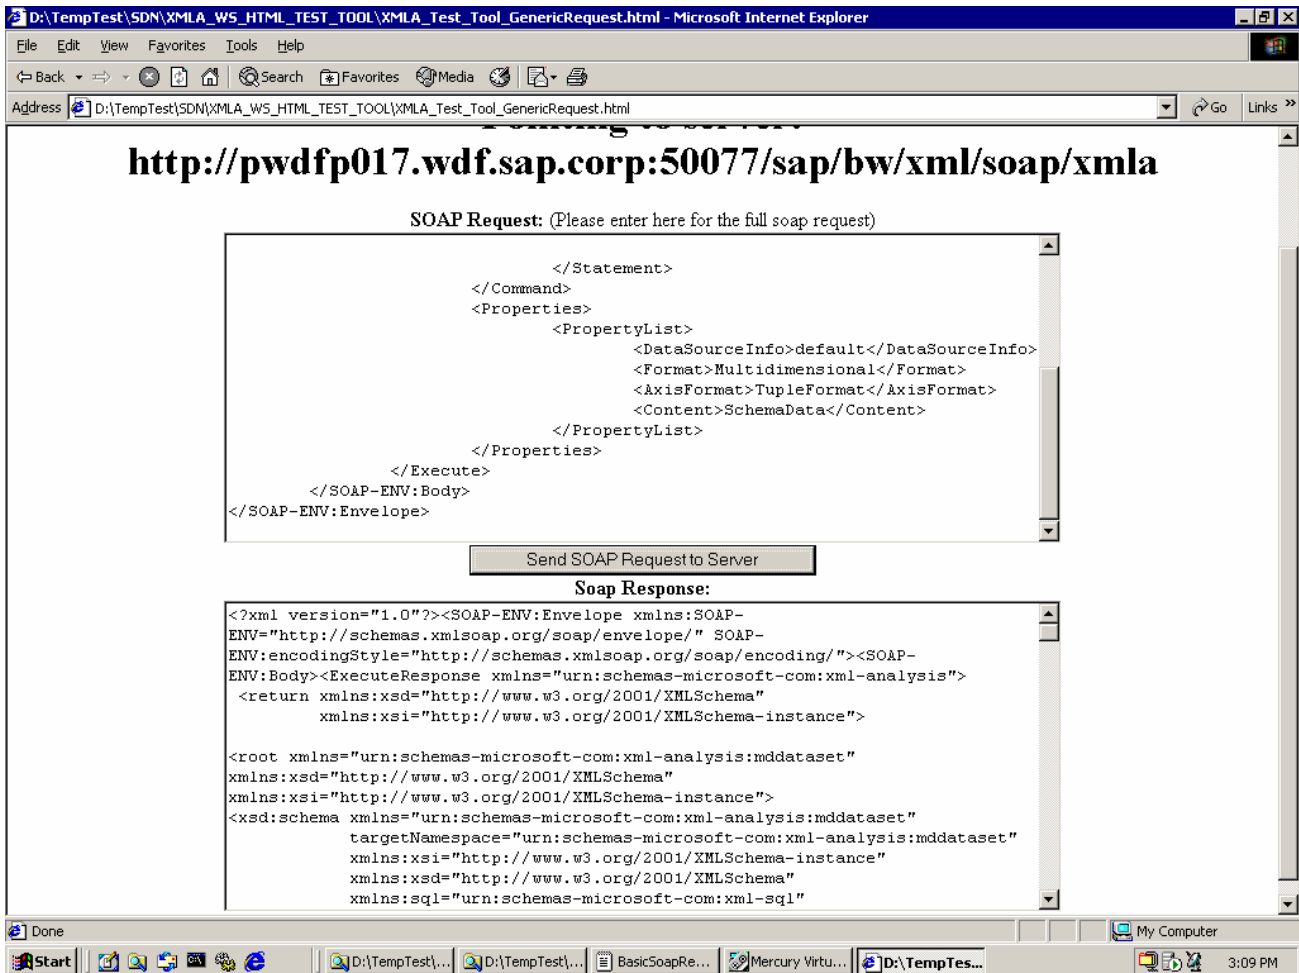 D:\TempTest\SDN\XMLA_WS_HTML_TEST_TOOL\XMLA_Test_Tool_GenericRequest.html - Microsoft Internet Explorer
File Edit View Favorites Tools Help
Back Search Favorites Media
Address D:\TempTest\SDN\XMLA_WS_HTML_TEST_TOOL\XMLA_Test_Tool_GenericRequest.html Go Links »
Pointing to server:
http://pwdfp017.wdf.sap.corp:50077/sap/bw/xml/soap/xmla
SOAP Request: (Please enter here for the full soap request)
</Statement>
</Command>
<Properties>
<PropertyList>
<DataSourceInfo>default</DataSourceInfo>
<Format>Multidimensional</Format>
<AxisFormat>TupleFormat</AxisFormat>
<Content>SchemaData</Content>
</PropertyList>
</Properties>
</Execute>
</SOAP-ENV:Body>
</SOAP-ENV:Envelope>
Send SOAP Request to Server
Soap Response:
<?xml version="1.0"?><SOAP-ENV:Envelope xmlns:SOAP-
ENV="http://schemas.xmlsoap.org/soap/envelope/" SOAP-
ENV:encodingStyle="http://schemas.xmlsoap.org/soap/encoding/"><SOAP-
ENV:Body><ExecuteResponse xmlns="urn:schemas-microsoft-com:xml-analysis">
<return xmlns:xsd="http://www.w3.org/2001/XMLSchema"
xmlns:xsi="http://www.w3.org/2001/XMLSchema-instance">
<root xmlns="urn:schemas-microsoft-com:xml-analysis:mddataset"
xmlns:xsd="http://www.w3.org/2001/XMLSchema"
xmlns:xsi="http://www.w3.org/2001/XMLSchema-instance">
<xsd:schema xmlns="urn:schemas-microsoft-com:xml-analysis:mddataset"
targetNamespace="urn:schemas-microsoft-com:xml-analysis:mddataset"
xmlns:xsi="http://www.w3.org/2001/XMLSchema-instance"
xmlns:xsd="http://www.w3.org/2001/XMLSchema"
xmlns:sql="urn:schemas-microsoft-com:xml-sql"
Done My Computer
Start D:\TempTest\... D:\TempTest\... BasicSoapRe... Mercury Virtu... D:\TempTes... 3:09 PM